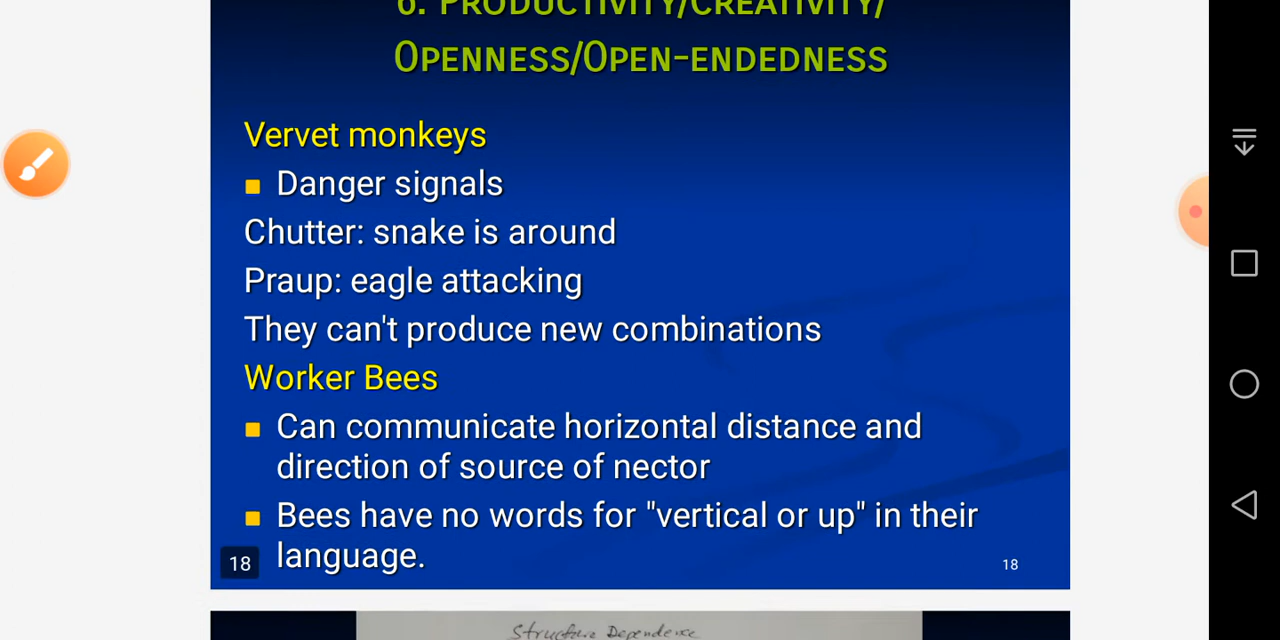 6. PRODUCTIVITY/CREATIVITY/
OPENNESS/OPEN-ENDEDNESS
Vervet monkeys
Danger signals
Chutter: snake is around
Praup: eagle attacking
They can't produce new combinations
Worker Bees
Can communicate horizontal distance and
direction of source of nector
Bees have no words for "vertical or up" in their
language.
18
18
Structure Dependence